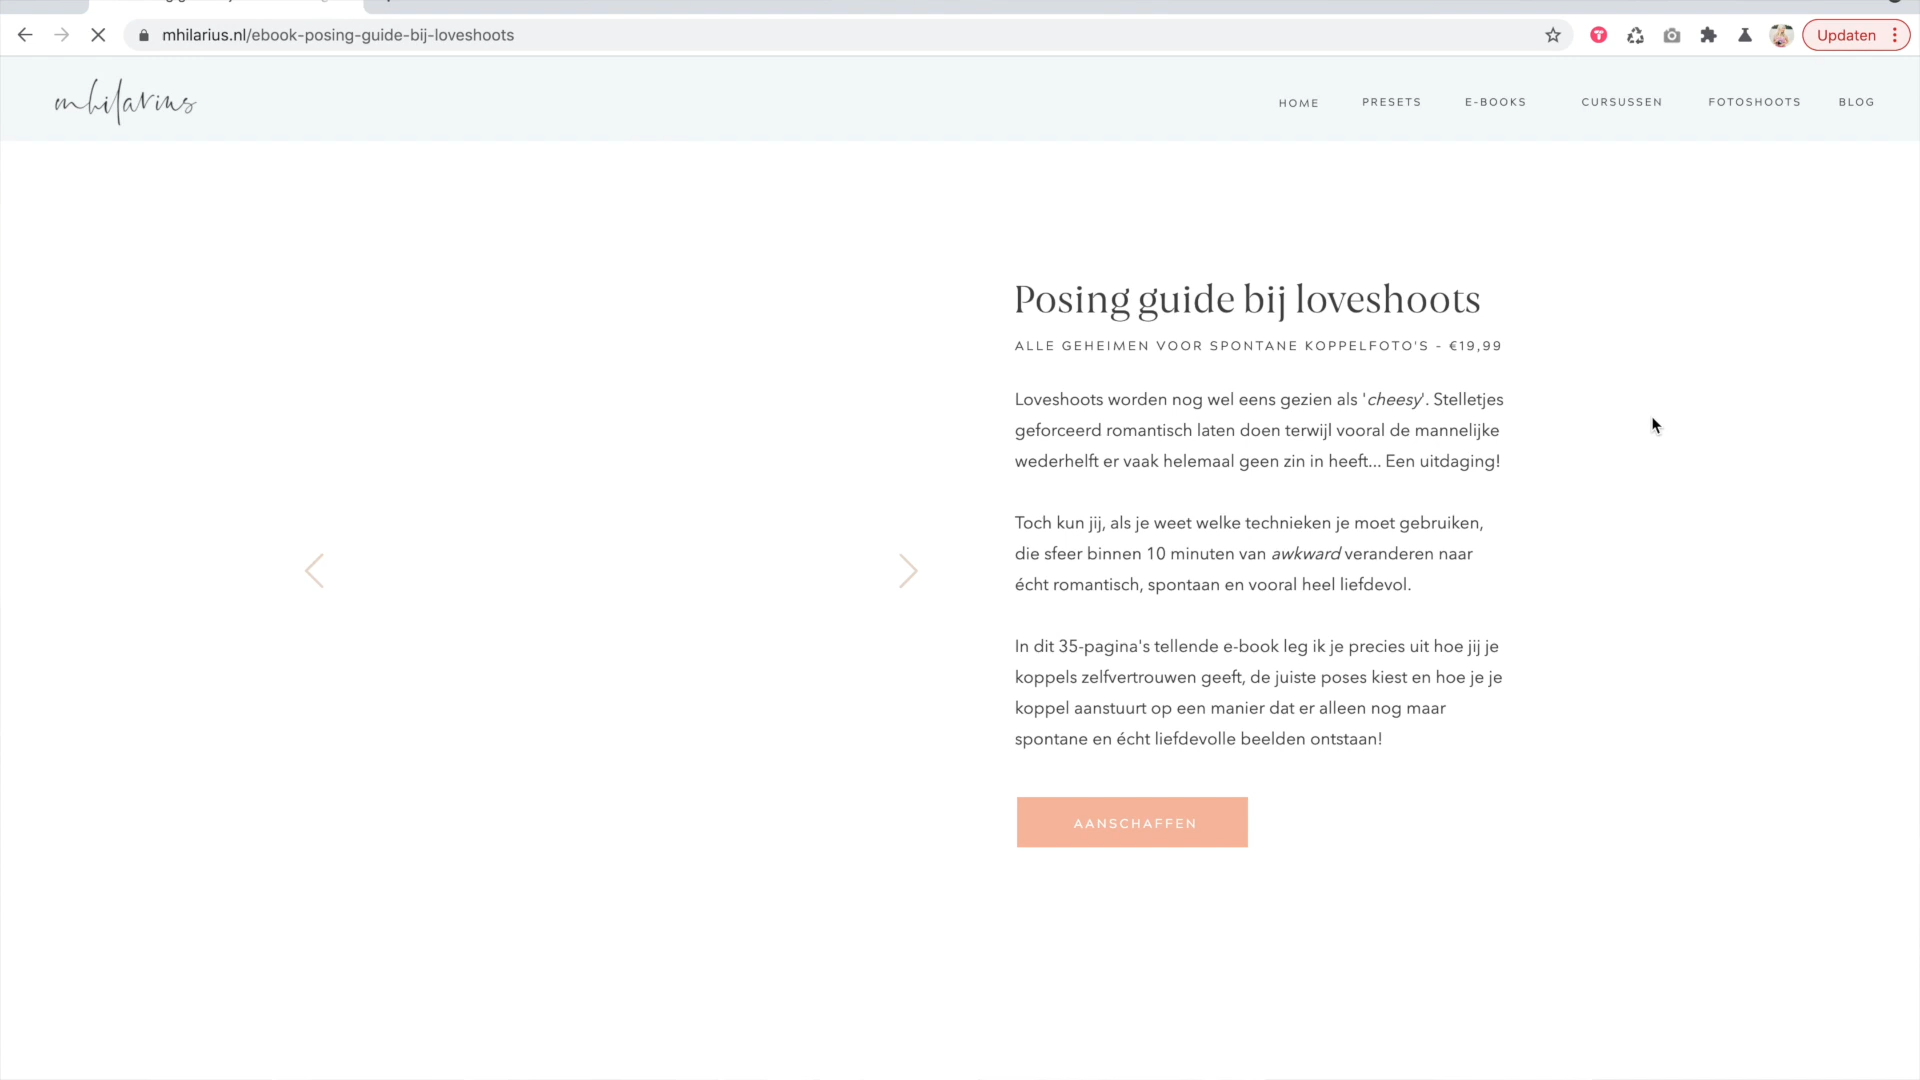 mhilarius.nl/ebook-posing-guide-bij-loveshoots
Updaten
mhilarius
HOME
PRESETS
E-BOOKS
CURSUSSEN
FOTOSHOOTS
BLOG
Posing guide bij loveshoots
ALLE GEHEIMEN VOOR SPONTANE KOPPELFOTO'S - €19,99
Loveshoots worden nog wel eens gezien als 'cheesy'. Stelletjes
geforceerd romantisch laten doen terwijl vooral de mannelijke
wederhelft er vaak helemaal geen zin in heeft... Een uitdaging!
Toch kun jij, als je weet welke technieken je moet gebruiken,
die sfeer binnen 10 minuten van awkward veranderen naar
écht romantisch, spontaan en vooral heel liefdevol.
In dit 35-pagina's tellende e-book leg ik je precies uit hoe jij je
koppels zelfvertrouwen geeft, de juiste poses kiest en hoe je je
koppel aanstuurt op een manier dat er alleen nog maar
spontane en écht liefdevolle beelden ontstaan!
AANSCHAFFEN